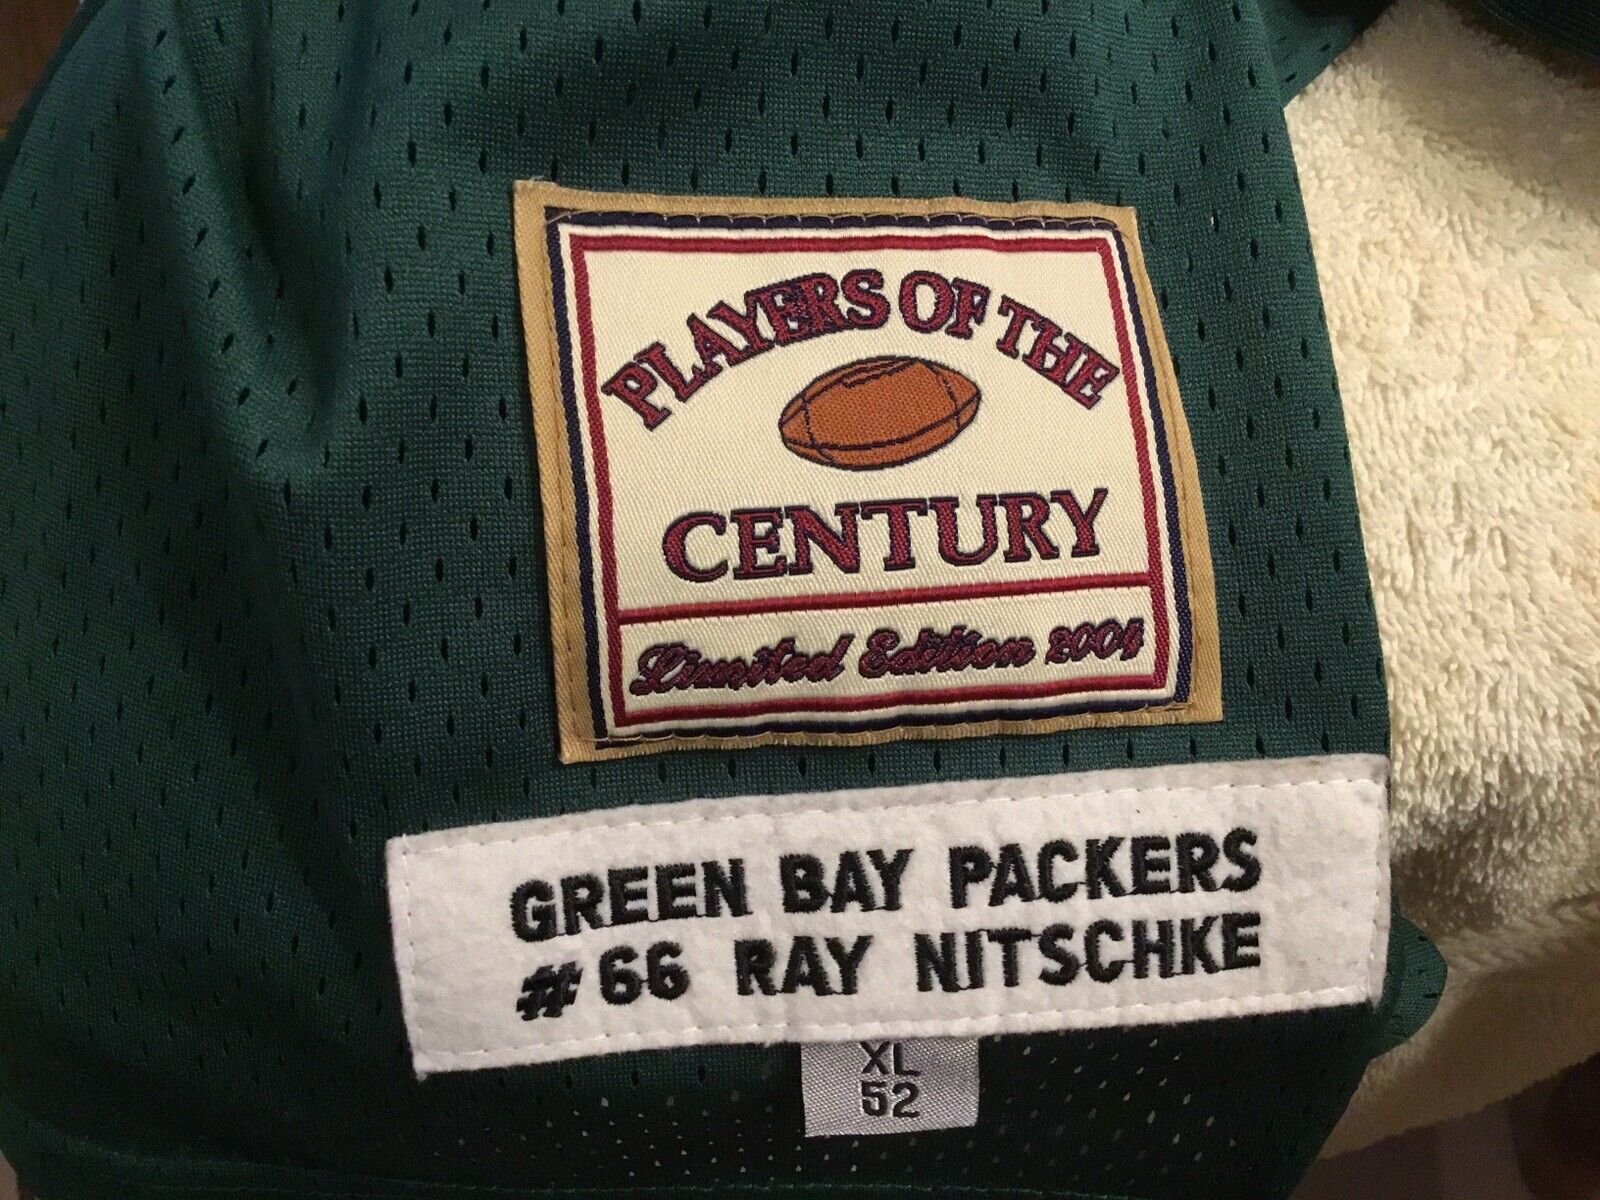 PLAYERS OF THE
CENTURY
Limited Edition 2004
GREEN BAY PACKERS
#66 RAY NITSCHKE
XL
52